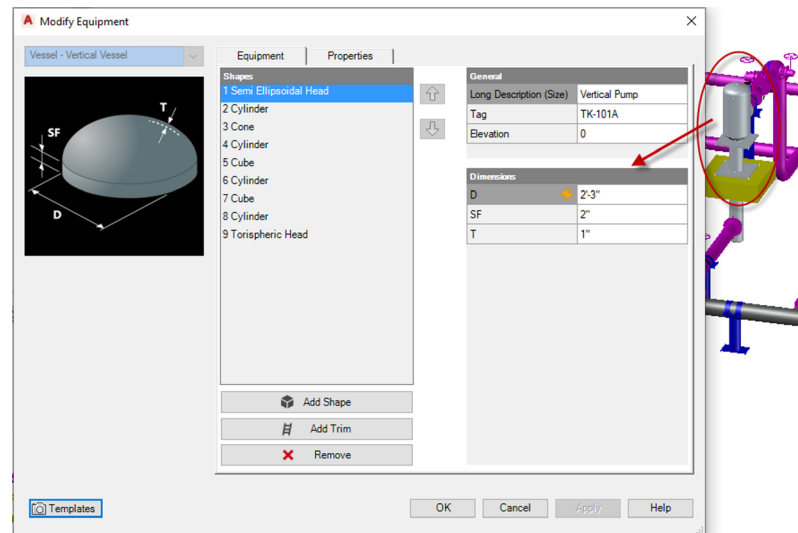 A Modify Equipment
Vessel - Vertical Vessel
Equipment Properties
T
SF
D
Shapes
1 Semi Ellipsoidal Head
2 Cylinder
3 Cone
4 Cylinder
5 Cube
6 Cylinder
7 Cube
8 Cylinder
9 Torispheric Head
Add Shape
Add Trim
Remove
General
Long Description (Size) Vertical Pump
Tag TK-101A
Elevation 0
Dimensions
D 2'-3"
SF 2"
T 1"
Templates
OK Cancel Apply Help